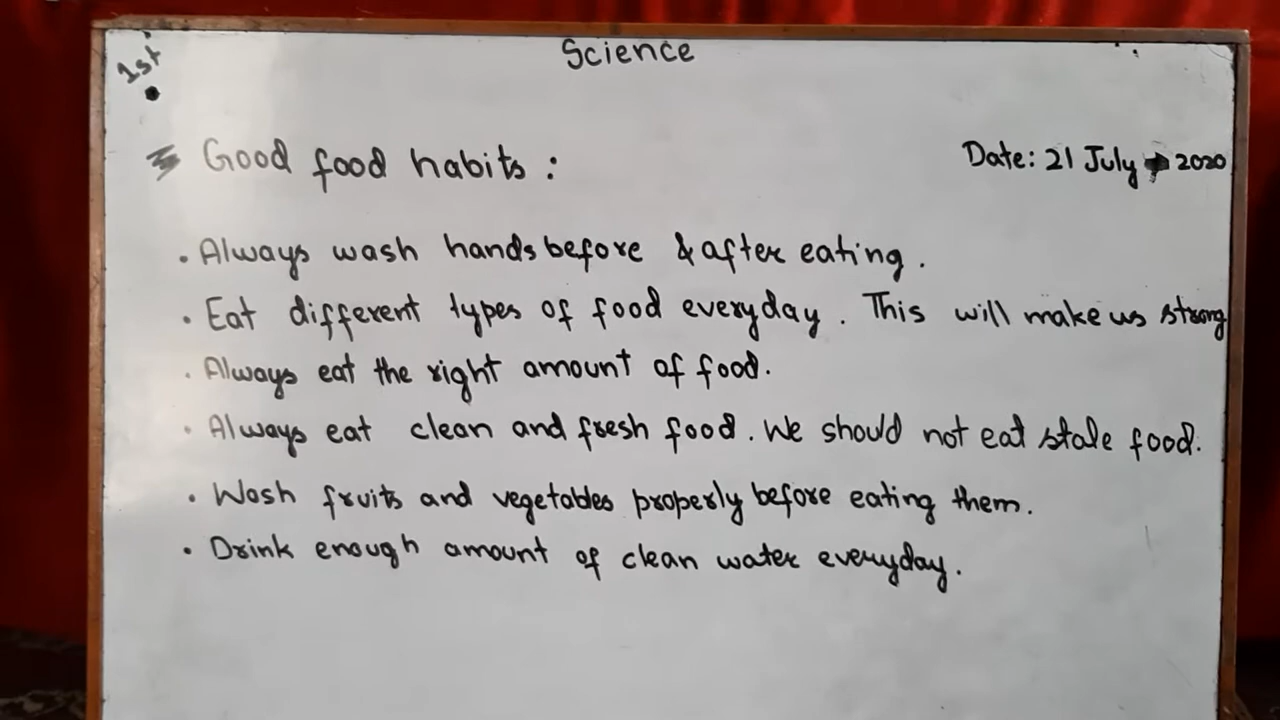 Science
1st
Good food habits :
Date: 21 July 2020
• Always wash hands before & after eating.
• Eat different types of food everyday. This will make us strong
• Always eat the right amount of food.
• Always eat clean and fresh food. We should not eat stale food.
• Wash fruits and vegetables properly before eating them.
• Drink enough amount of clean water everyday.